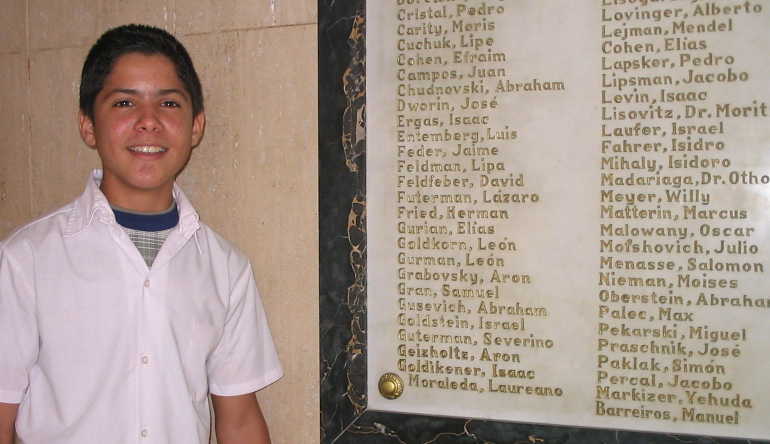 Cristal, Pedro
Carity, Moris
Cuchuk, Lipe
Cohen, Efraim
Campos, Juan
Chudnovski, Abraham
Dworin, José
Ergas, Isaac
Entemberg, Luis
Feder, Jaime
Feldman, Lipa
Feldfeber, David
Futerman, Lázaro
Fried, Herman
Gurian, Elías
Goldkorn, León
Gurman, León
Grabovsky, Aron
Gran, Samuel
Gusevich, Abraham
Goldstein, Israel
Guterman, Severino
Geizholtz, Aron
Goldikener, Isaac
Moraleda, Laureano
Lovinger, Alberto
Lejman, Mendel
Cohen, Elías
Lapsker, Pedro
Lipsman, Jacobo
Levin, Isaac
Lisovitz, Dr. Morit
Laufer, Israel
Fahrer, Isidro
Mihaly, Isidoro
Madariaga, Dr. Otho
Meyer, Willy
Matterin, Marcus
Malowany, Oscar
Moishovich, Julio
Menasse, Salomon
Nieman, Moises
Oberstein, Abraham
Palec, Max
Pekarski, Miguel
Praschnik, José
Paklak, Simón
Percal, Jacobo
Markizer, Yehuda
Barreiros, Manuel